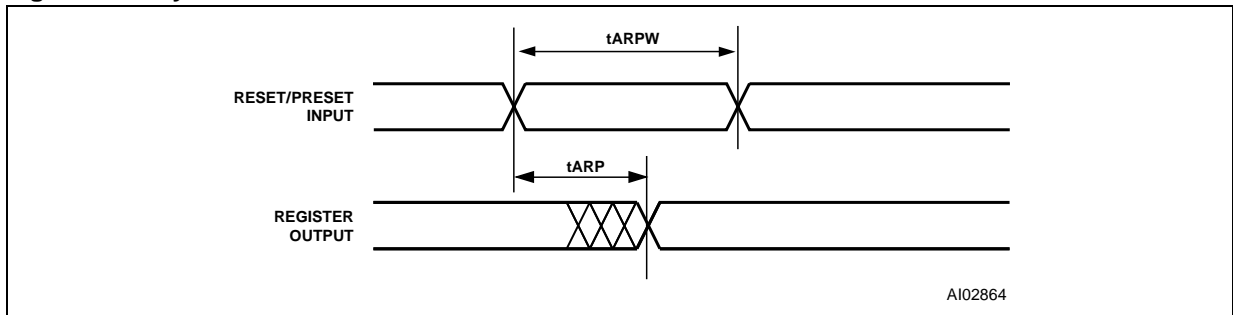 tARPW
RESET/PRESET
INPUT
tARP
REGISTER
OUTPUT
AI02864